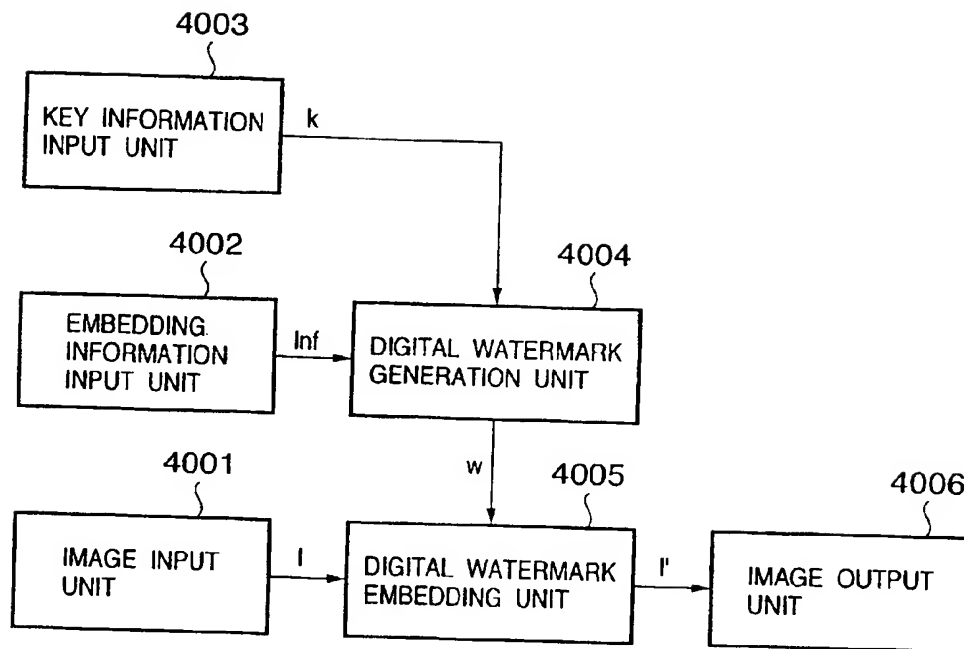 4003
KEY INFORMATION
INPUT UNIT
k
4002
EMBEDDING
INFORMATION
INPUT UNIT
Inf
4004
DIGITAL WATERMARK
GENERATION UNIT
w
4001
IMAGE INPUT
UNIT
I
4005
DIGITAL WATERMARK
EMBEDDING UNIT
I'
4006
IMAGE OUTPUT
UNIT